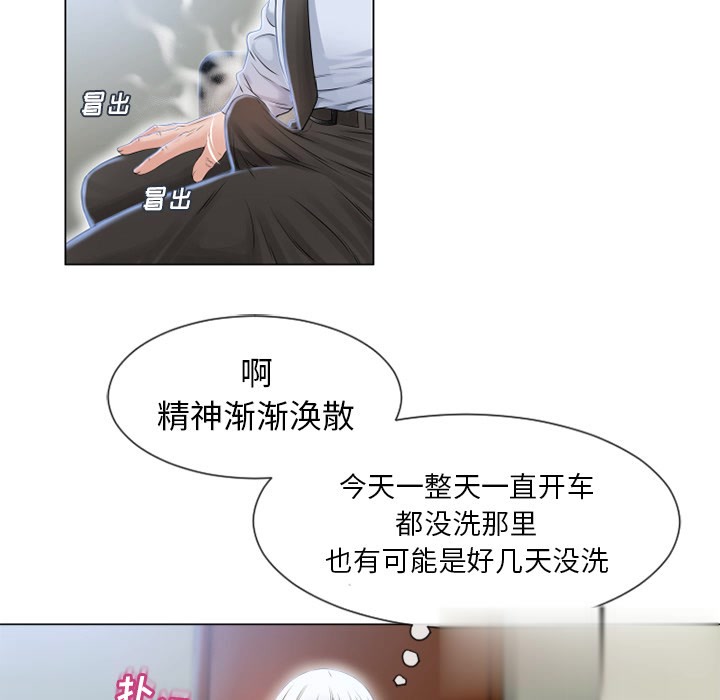 冒出
冒出
啊
精神渐渐涣散
今天一整天一直开车
都没洗那里
也有可能是好几天没洗
扑